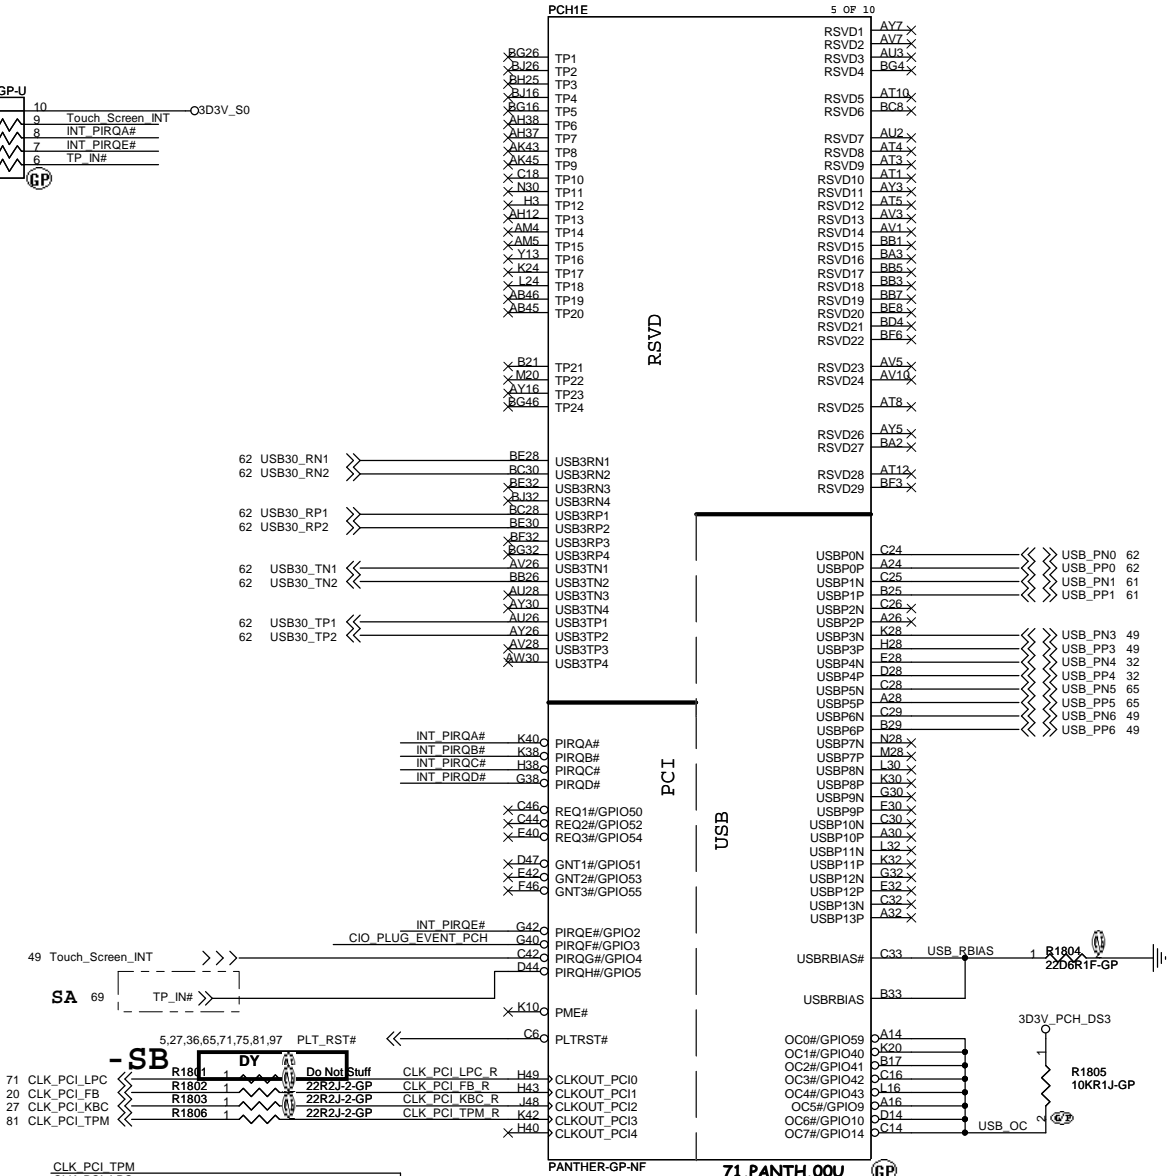 PCH1E 5 OF 10
GP-U
10 3D3V_S0
9 Touch_Screen_INT
8 INT_PIRQA#
7 INT_PIRQE#
6 TP_IN#
GP
BG26 TP1
BJ26 TP2
BH25 TP3
BJ16 TP4
BG16 TP5
AH38 TP6
AH37 TP7
AK43 TP8
AK45 TP9
C18 TP10
N30 TP11
H3 TP12
AH12 TP13
AM4 TP14
AM5 TP15
Y13 TP16
K24 TP17
L24 TP18
AB46 TP19
AB45 TP20
B21 TP21
M20 TP22
AY16 TP23
BG46 TP24
RSVD
RSVD1 AY7
RSVD2 AV7
RSVD3 AU3
RSVD4 BG4
RSVD5 AT10
RSVD6 BC8
RSVD7 AU2
RSVD8 AT4
RSVD9 AT3
RSVD10 AT1
RSVD11 AY3
RSVD12 AT5
RSVD13 AV3
RSVD14 AV1
RSVD15 BB1
RSVD16 BA3
RSVD17 BB5
RSVD18 BB3
RSVD19 BB7
RSVD20 BE8
RSVD21 BD4
RSVD22 BF6
RSVD23 AV5
RSVD24 AV10
RSVD25 AT8
RSVD26 AY5
RSVD27 BA2
RSVD28 AT12
RSVD29 BF3
62 USB30_RN1 BE28 USB3RN1
62 USB30_RN2 BC30 USB3RN2
BE32 USB3RN3
BJ32 USB3RN4
62 USB30_RP1 BC28 USB3RP1
62 USB30_RP2 BE30 USB3RP2
BF32 USB3RP3
BG32 USB3RP4
62 USB30_TN1 AV26 USB3TN1
62 USB30_TN2 BB26 USB3TN2
AU28 USB3TN3
AY30 USB3TN4
62 USB30_TP1 AU26 USB3TP1
62 USB30_TP2 AY26 USB3TP2
AV28 USB3TP3
AW30 USB3TP4
USBP0N C24 USB_PN0 62
USBP0P A24 USB_PP0 62
USBP1N C25 USB_PN1 61
USBP1P B25 USB_PP1 61
USBP2N C26
USBP2P A26
USBP3N K28 USB_PN3 49
USBP3P H28 USB_PP3 49
USBP4N E28 USB_PN4 32
USBP4P D28 USB_PP4 32
USBP5N C28 USB_PN5 65
USBP5P A28 USB_PP5 65
USBP6N C29 USB_PN6 49
USBP6P B29 USB_PP6 49
USBP7N N28
USBP7P M28
USBP8N L30
USBP8P K30
USBP9N G30
USBP9P E30
USBP10N C30
USBP10P A30
USBP11N L32
USBP11P K32
USBP12N G32
USBP12P E32
USBP13N C32
USBP13P A32
PCI
USB
INT_PIRQA# K40 PIRQA#
INT_PIRQB# K38 PIRQB#
INT_PIRQC# H38 PIRQC#
INT_PIRQD# G38 PIRQD#
C46 REQ1#/GPIO50
C44 REQ2#/GPIO52
E40 REQ3#/GPIO54
D47 GNT1#/GPIO51
E42 GNT2#/GPIO53
F46 GNT3#/GPIO55
INT_PIRQE# G42 PIRQE#/GPIO2
CIO_PLUG_EVENT_PCH G40 PIRQF#/GPIO3
49 Touch_Screen_INT C42 PIRQG#/GPIO4
D44 PIRQH#/GPIO5
SA 69 TP_IN#
K10 PME#
5,27,36,65,71,75,81,97 PLT_RST# C6 PLTRST#
USBRBIAS# C33 USB_RBIAS 1 R1804 2
22D6R1F-GP
USBRBIAS B33
3D3V_PCH_DS3
-SB
DY
71 CLK_PCI_LPC R1801 1 Do Not Stuff CLK_PCI_LPC_R H49 CLKOUT_PCI0
20 CLK_PCI_FB R1802 1 22R2J-2-GP CLK_PCI_FB_R H43 CLKOUT_PCI1
27 CLK_PCI_KBC R1803 1 22R2J-2-GP CLK_PCI_KBC_R J48 CLKOUT_PCI2
81 CLK_PCI_TPM R1806 1 22R2J-2-GP CLK_PCI_TPM_R K42 CLKOUT_PCI3
H40 CLKOUT_PCI4
OC0#/GPIO59 A14
OC1#/GPIO40 K20
OC2#/GPIO41 B17
OC3#/GPIO42 C16
OC4#/GPIO43 L16
OC5#/GPIO9 A16
OC6#/GPIO10 D14
OC7#/GPIO14 C14
USB_OC
1 R1805
10KR1J-GP
2 GP
PANTHER-GP-NF 71.PANTH.00U GP
CLK_PCI_TPM